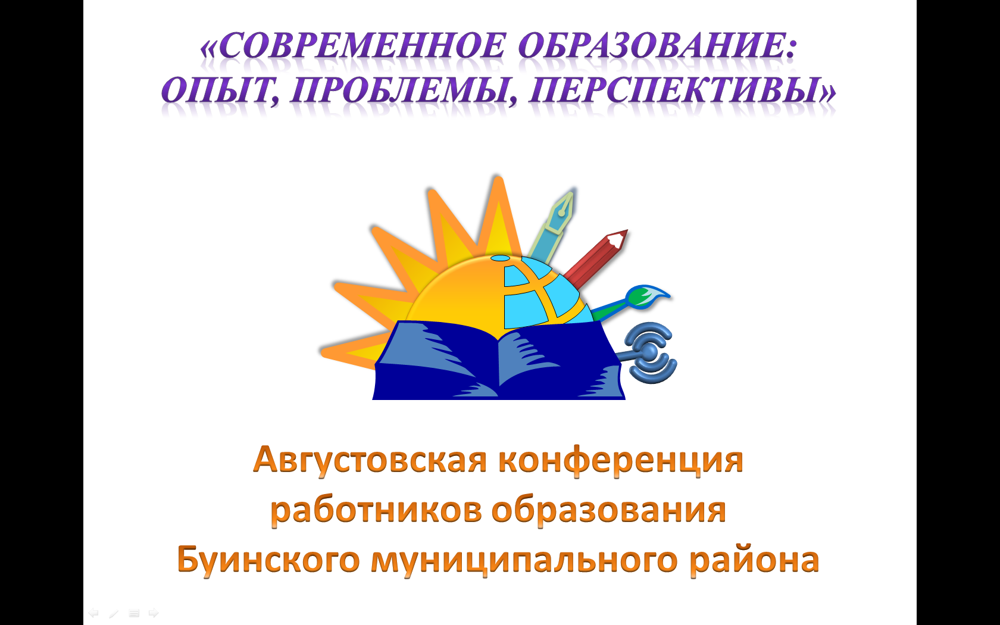 «СОВРЕМЕННОЕ ОБРАЗОВАНИЕ:
ОПЫТ, ПРОБЛЕМЫ, ПЕРСПЕКТИВЫ»
Августовская конференция
работников образования
Буинского муниципального района